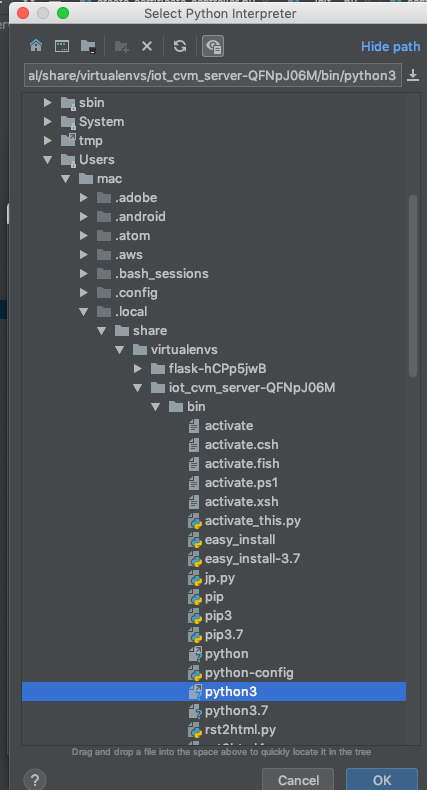 Select Python Interpreter
Hide path
al/share/virtualenvs/iot_cvm_server-QFNpJ06M/bin/python3
sbin
System
tmp
Users
mac
.adobe
.android
.atom
.aws
.bash_sessions
.config
.local
share
virtualenvs
flask-hCPp5jwB
iot_cvm_server-QFNpJ06M
bin
activate
activate.csh
activate.fish
activate.ps1
activate.xsh
activate_this.py
easy_install
easy_install-3.7
jp.py
pip
pip3
pip3.7
python
python-config
python3
python3.7
rst2html.py
Drag and drop a file into the space above to quickly locate it in the tree
?
Cancel
OK